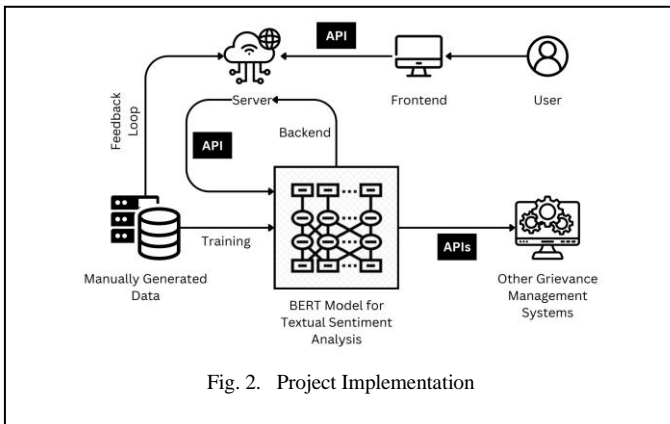 API
Server
Frontend
User
Feedback
Loop
API
Backend
Training
APIs
Manually Generated
Data
BERT Model for
Textual Sentiment
Analysis
Other Grievance
Management
Systems
Fig. 2. Project Implementation